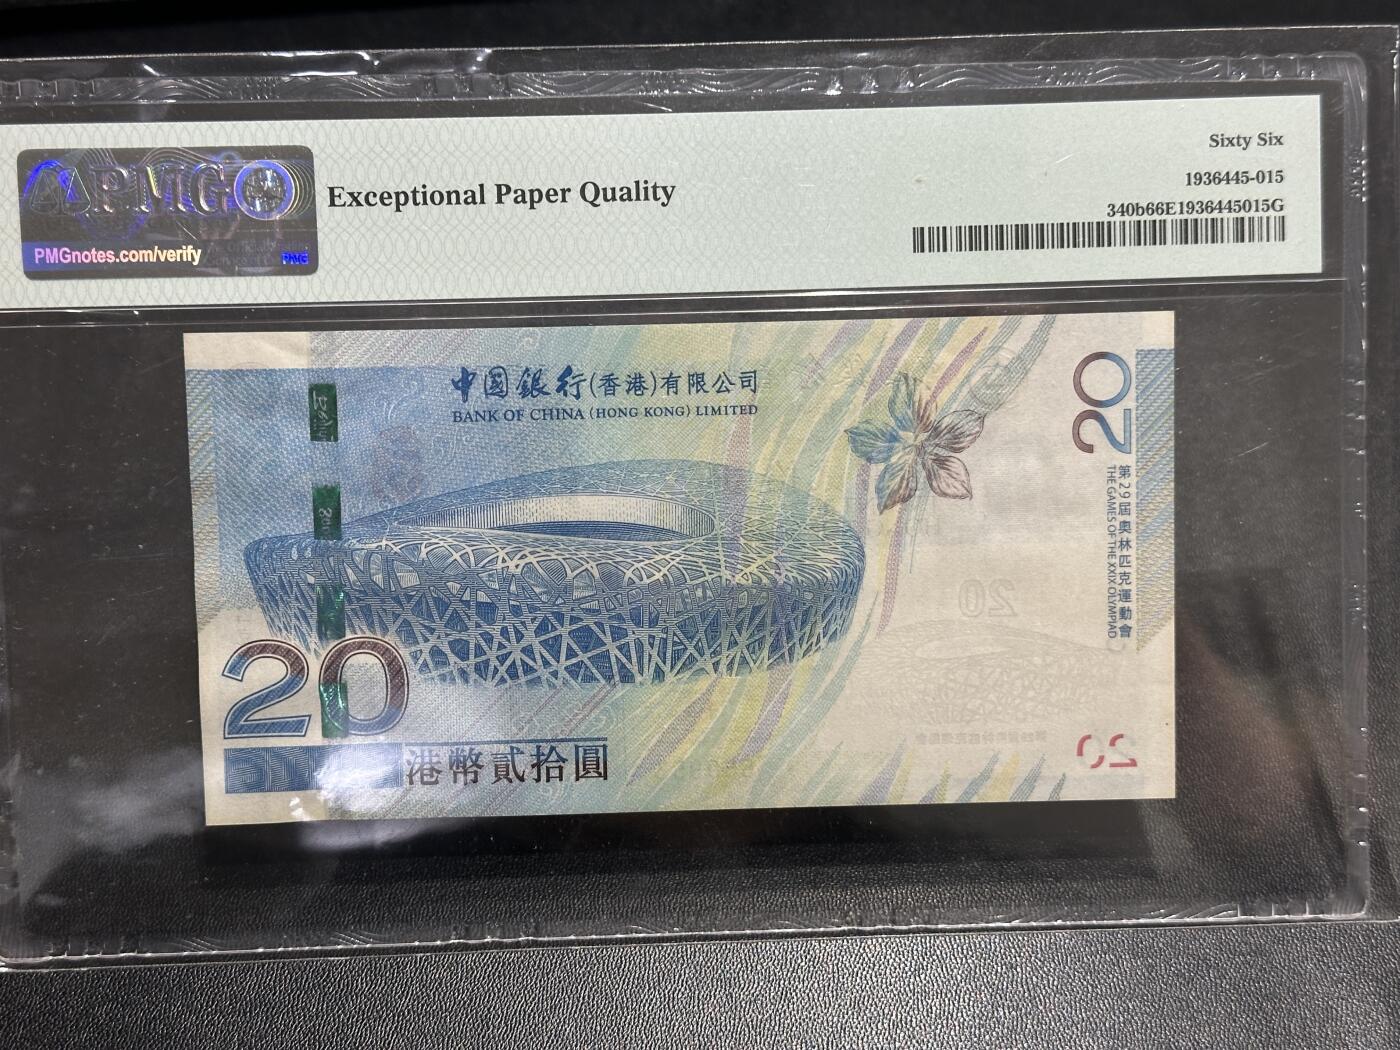 PMG
PMGnotes.com/verify
PMG
Exceptional Paper Quality
Sixty Six
1936445-015
340b66E1936445015G
中國銀行(香港)有限公司
BANK OF CHINA (HONG KONG) LIMITED
20
第29屆奧林匹克運動會
THE GAMES OF THE XXIX OLYMPIAD
20
20
20
港幣貳拾圓